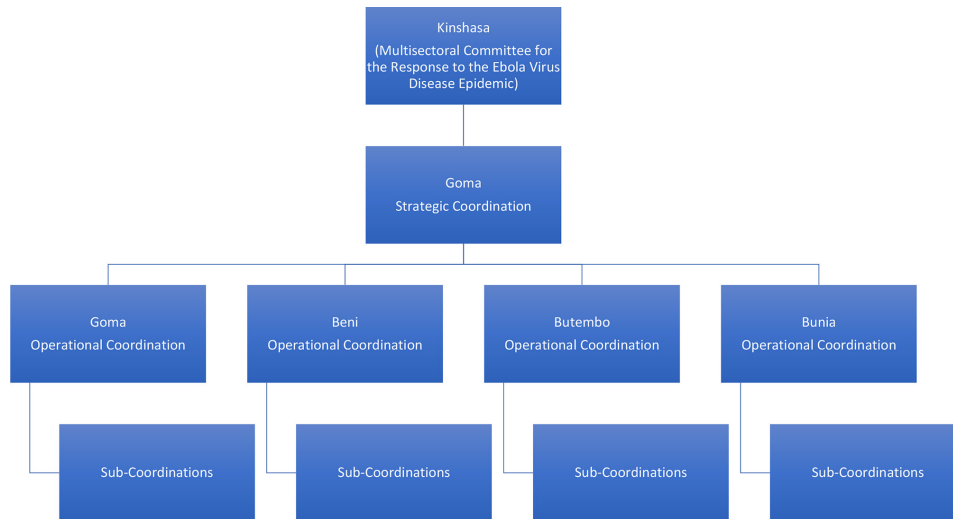 Kinshasa
(Multisectoral Committee for
the Response to the Ebola Virus
Disease Epidemic)
Goma
Strategic Coordination
Goma
Operational Coordination
Beni
Operational Coordination
Butembo
Operational Coordination
Bunia
Operational Coordination
Sub-Coordinations
Sub-Coordinations
Sub-Coordinations
Sub-Coordinations